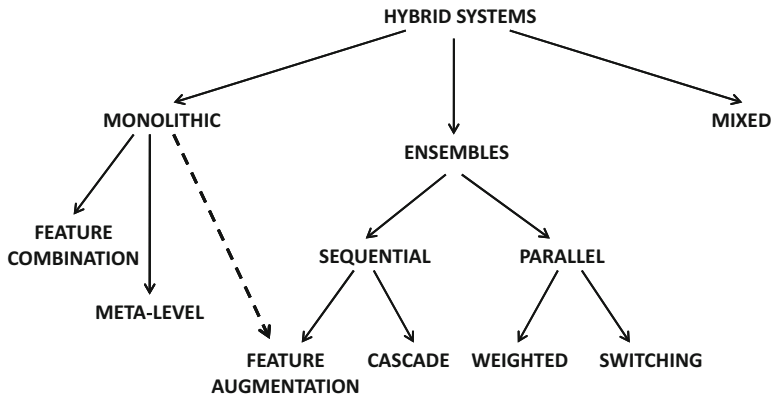 HYBRID SYSTEMS
MONOLITHIC
MIXED
ENSEMBLES
FEATURE
COMBINATION
SEQUENTIAL
PARALLEL
META-LEVEL
FEATURE
AUGMENTATION
CASCADE
WEIGHTED
SWITCHING